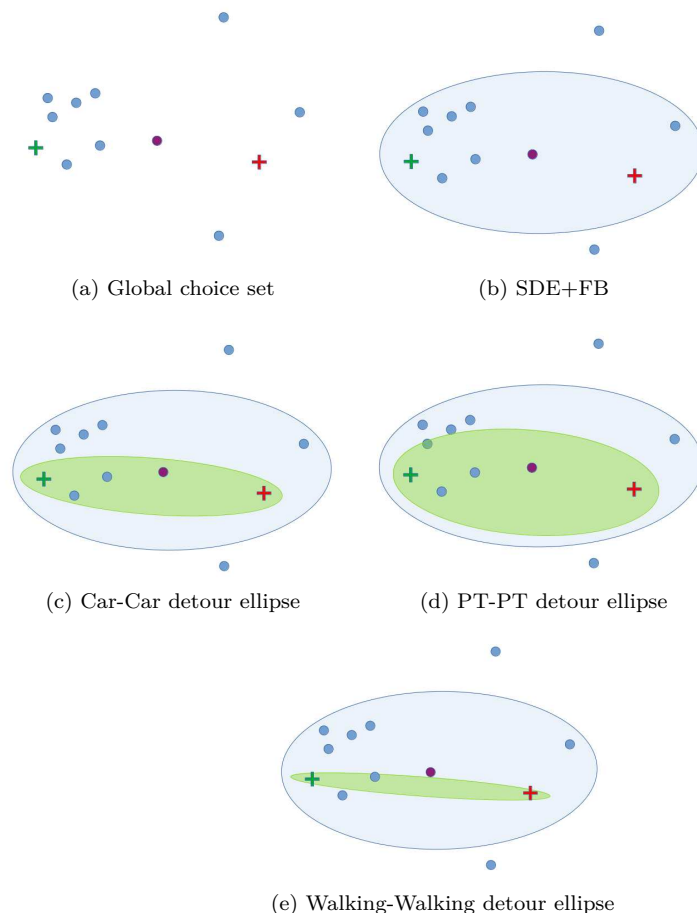 (a) Global choice set
(b) SDE+FB
(c) Car-Car detour ellipse
(d) PT-PT detour ellipse
(e) Walking-Walking detour ellipse